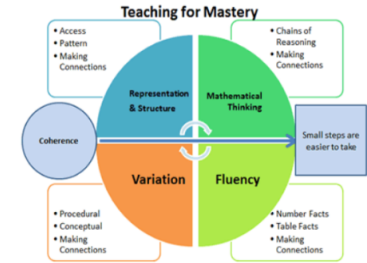 Teaching for Mastery
• Access
• Pattern
• Making
Connections
• Chains of
Reasoning
• Making
Connections
Representation
& Structure
Mathematical
Thinking
Coherence
Small steps are
easier to take
Variation
Fluency
• Procedural
• Conceptual
• Making
Connections
• Number Facts
• Table Facts
• Making
Connections